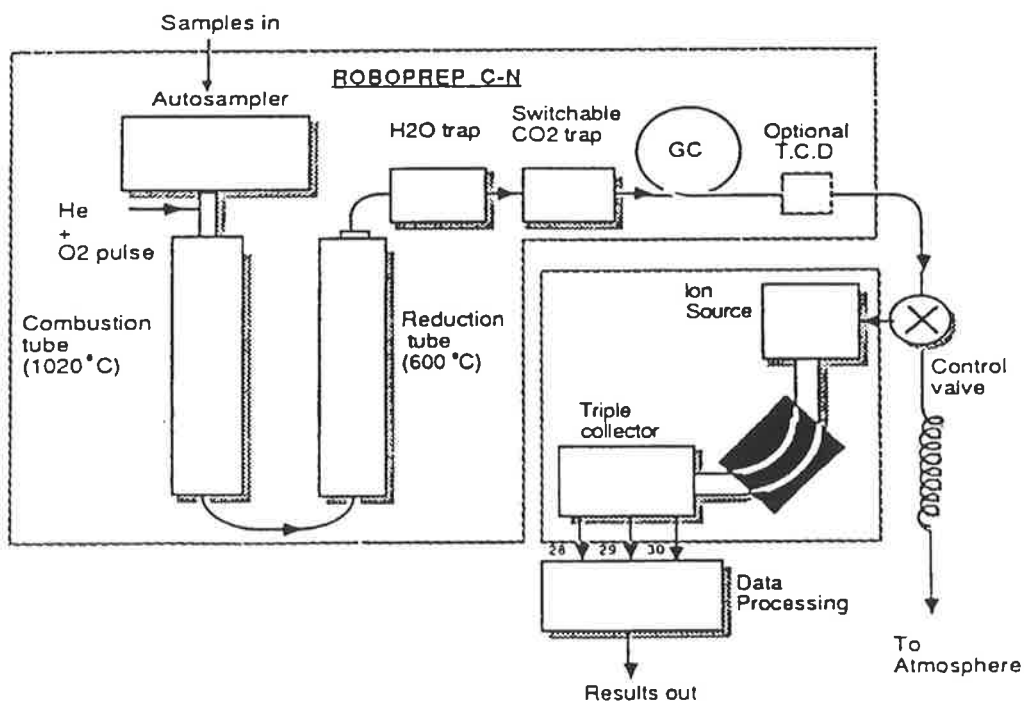 Samples in
ROBOPREP C-N
Autosampler
H2O trap
Switchable
CO2 trap
GC
Optional
T.C.D
He
+
O2 pulse
Combustion
tube
(1020 °C)
Reduction
tube
(600 °C)
Ion
Source
Control
valve
Triple
collector
28 29 30
Data
Processing
To
Atmosphere
Results out